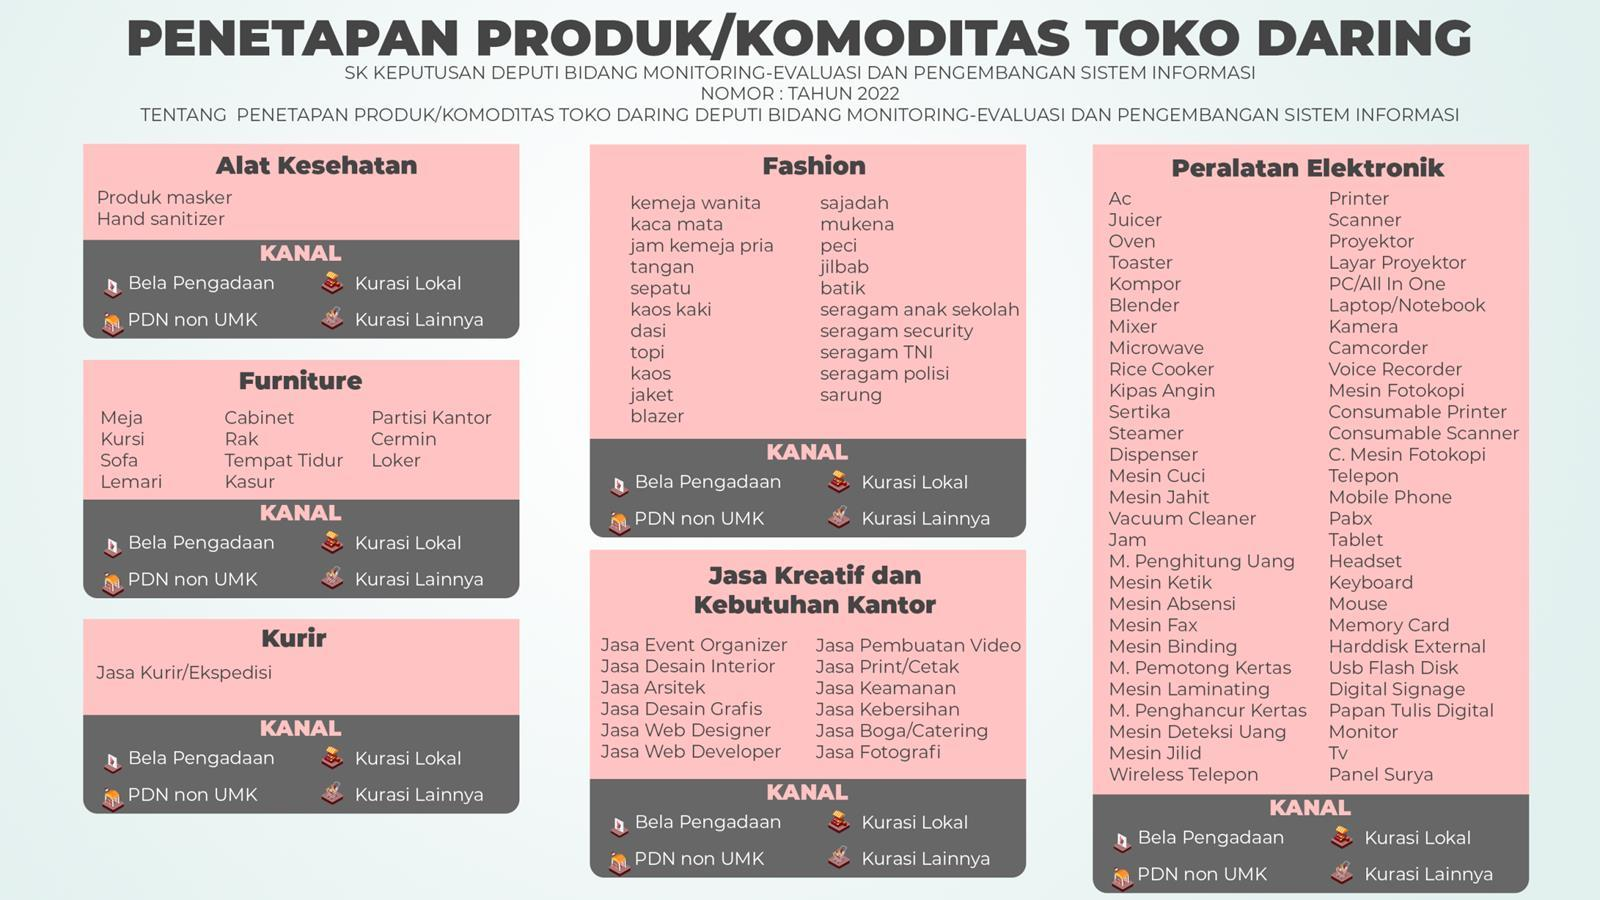 PENETAPAN PRODUK/KOMODITAS TOKO DARING
SK KEPUTUSAN DEPUTI BIDANG MONITORING-EVALUASI DAN PENGEMBANGAN SISTEM INFORMASI
NOMOR : TAHUN 2022
TENTANG PENETAPAN PRODUK/KOMODITAS TOKO DARING DEPUTI BIDANG MONITORING-EVALUASI DAN PENGEMBANGAN SISTEM INFORMASI
Alat Kesehatan
Produk masker
Hand sanitizer
KANAL
Bela Pengadaan
Kurasi Lokal
PDN non UMK
Kurasi Lainnya
Furniture
Meja
Kursi
Sofa
Lemari
Cabinet
Rak
Tempat Tidur
Kasur
Partisi Kantor
Cermin
Loker
KANAL
Bela Pengadaan
Kurasi Lokal
PDN non UMK
Kurasi Lainnya
Kurir
Jasa Kurir/Ekspedisi
KANAL
Bela Pengadaan
Kurasi Lokal
PDN non UMK
Kurasi Lainnya
Fashion
kemeja wanita
kaca mata
jam kemeja pria
tangan
sepatu
kaos kaki
dasi
topi
kaos
jaket
blazer
sajadah
mukena
peci
jilbab
batik
seragam anak sekolah
seragam security
seragam TNI
seragam polisi
sarung
KANAL
Bela Pengadaan
Kurasi Lokal
PDN non UMK
Kurasi Lainnya
Jasa Kreatif dan
Kebutuhan Kantor
Jasa Event Organizer
Jasa Desain Interior
Jasa Arsitek
Jasa Desain Grafis
Jasa Web Designer
Jasa Web Developer
Jasa Pembuatan Video
Jasa Print/Cetak
Jasa Keamanan
Jasa Kebersihan
Jasa Boga/Catering
Jasa Fotografi
KANAL
Bela Pengadaan
Kurasi Lokal
PDN non UMK
Kurasi Lainnya
Peralatan Elektronik
Ac
Juicer
Oven
Toaster
Kompor
Blender
Mixer
Microwave
Rice Cooker
Kipas Angin
Sertika
Steamer
Dispenser
Mesin Cuci
Mesin Jahit
Vacuum Cleaner
Jam
M. Penghitung Uang
Mesin Ketik
Mesin Absensi
Mesin Fax
Mesin Binding
M. Pemotong Kertas
Mesin Laminating
M. Penghancur Kertas
Mesin Deteksi Uang
Mesin Jilid
Wireless Telepon
Printer
Scanner
Proyektor
Layar Proyektor
PC/All In One
Laptop/Notebook
Kamera
Camcorder
Voice Recorder
Mesin Fotokopi
Consumable Printer
Consumable Scanner
C. Mesin Fotokopi
Telepon
Mobile Phone
Pabx
Tablet
Headset
Keyboard
Mouse
Memory Card
Harddisk External
Usb Flash Disk
Digital Signage
Papan Tulis Digital
Monitor
Tv
Panel Surya
KANAL
Bela Pengadaan
Kurasi Lokal
PDN non UMK
Kurasi Lainnya